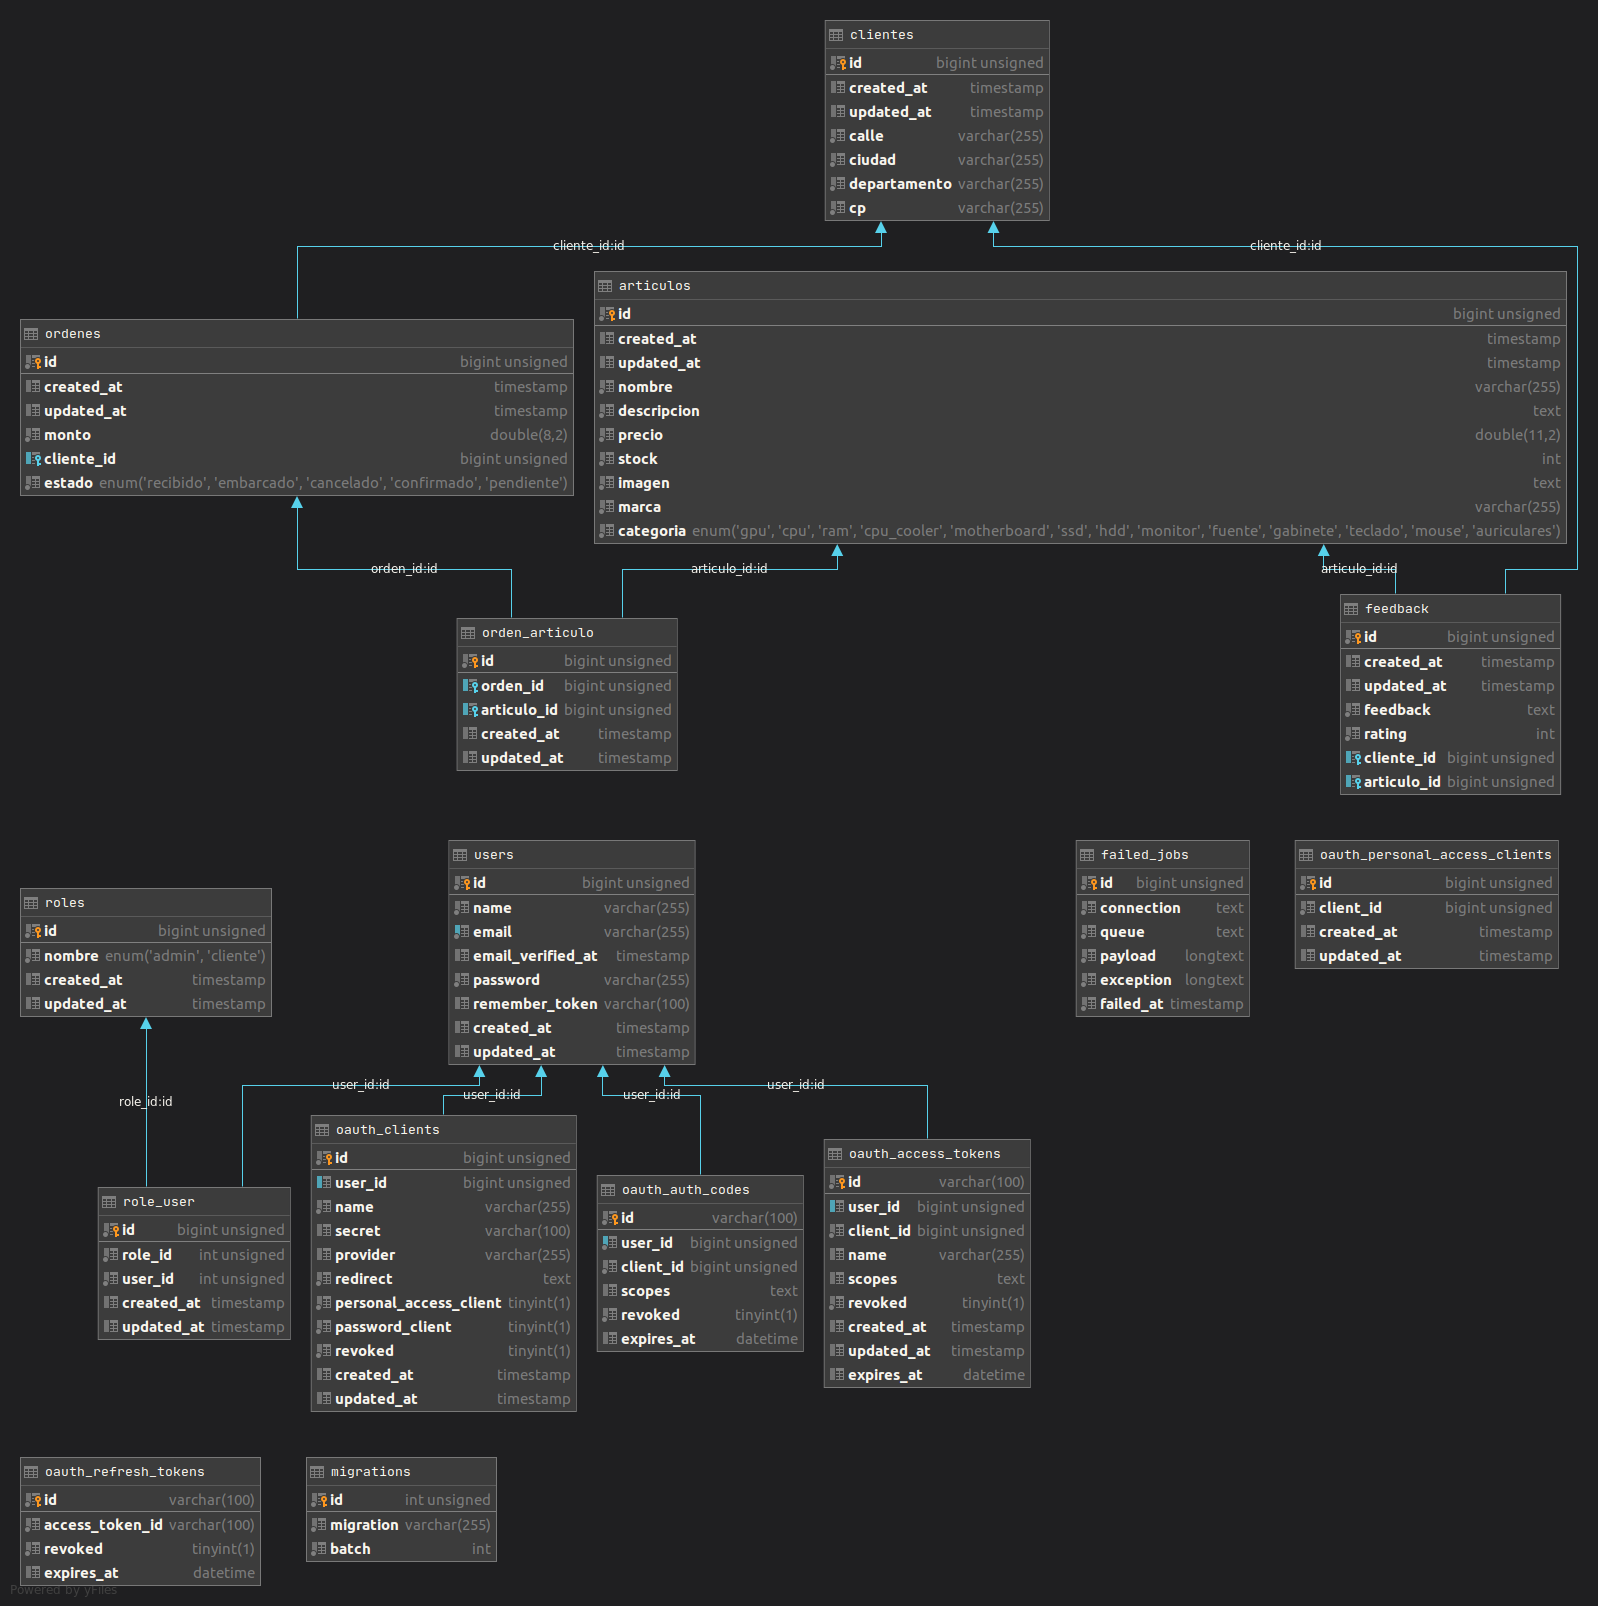 clientes
id bigint unsigned
created_at timestamp
updated_at timestamp
calle varchar(255)
ciudad varchar(255)
departamento varchar(255)
cp varchar(255)
cliente_id:id
cliente_id:id
articulos
id bigint unsigned
created_at timestamp
updated_at timestamp
nombre varchar(255)
descripcion text
precio double(11,2)
stock int
imagen text
marca varchar(255)
categoria enum('gpu', 'cpu', 'ram', 'cpu_cooler', 'motherboard', 'ssd', 'hdd', 'monitor', 'fuente', 'gabinete', 'teclado', 'mouse', 'auriculares')
ordenes
id bigint unsigned
created_at timestamp
updated_at timestamp
monto double(8,2)
cliente_id bigint unsigned
estado enum('recibido', 'embarcado', 'cancelado', 'confirmado', 'pendiente')
orden_id:id
articulo_id:id
articulo_id:id
orden_articulo
id bigint unsigned
orden_id bigint unsigned
articulo_id bigint unsigned
created_at timestamp
updated_at timestamp
feedback
id bigint unsigned
created_at timestamp
updated_at timestamp
feedback text
rating int
cliente_id bigint unsigned
articulo_id bigint unsigned
users
id bigint unsigned
name varchar(255)
email varchar(255)
email_verified_at timestamp
password varchar(255)
remember_token varchar(100)
created_at timestamp
updated_at timestamp
failed_jobs
id bigint unsigned
connection text
queue text
payload longtext
exception longtext
failed_at timestamp
oauth_personal_access_clients
id bigint unsigned
client_id bigint unsigned
created_at timestamp
updated_at timestamp
roles
id bigint unsigned
nombre enum('admin', 'cliente')
created_at timestamp
updated_at timestamp
role_id:id
user_id:id
user_id:id
user_id:id
user_id:id
role_user
id bigint unsigned
role_id int unsigned
user_id int unsigned
created_at timestamp
updated_at timestamp
oauth_clients
id bigint unsigned
user_id bigint unsigned
name varchar(255)
secret varchar(100)
provider varchar(255)
redirect text
personal_access_client tinyint(1)
password_client tinyint(1)
revoked tinyint(1)
created_at timestamp
updated_at timestamp
oauth_auth_codes
id varchar(100)
user_id bigint unsigned
client_id bigint unsigned
scopes text
revoked tinyint(1)
expires_at datetime
oauth_access_tokens
id varchar(100)
user_id bigint unsigned
client_id bigint unsigned
name varchar(255)
scopes text
revoked tinyint(1)
created_at timestamp
updated_at timestamp
expires_at datetime
oauth_refresh_tokens
id varchar(100)
access_token_id varchar(100)
revoked tinyint(1)
expires_at datetime
migrations
id int unsigned
migration varchar(255)
batch int
Powered by yFiles